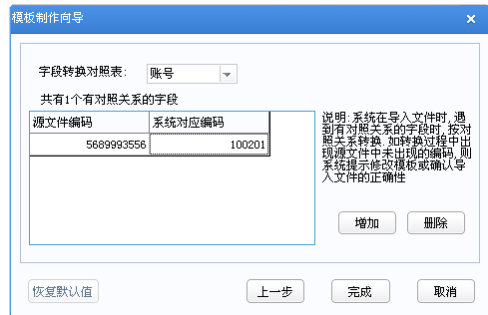 模板制作向导
字段转换对照表: 账号
共有1个有对照关系的字段
源文件编码 系统对应编码
5689993556 100201
说明:系统在导入文件时,遇
到有对照关系的字段时,按对
照关系转换.如转换过程中出
现源文件中未出现的编码,则
系统提示修改模板或确认导
入文件的正确性
增加 删除
恢复默认值 上一步 完成 取消